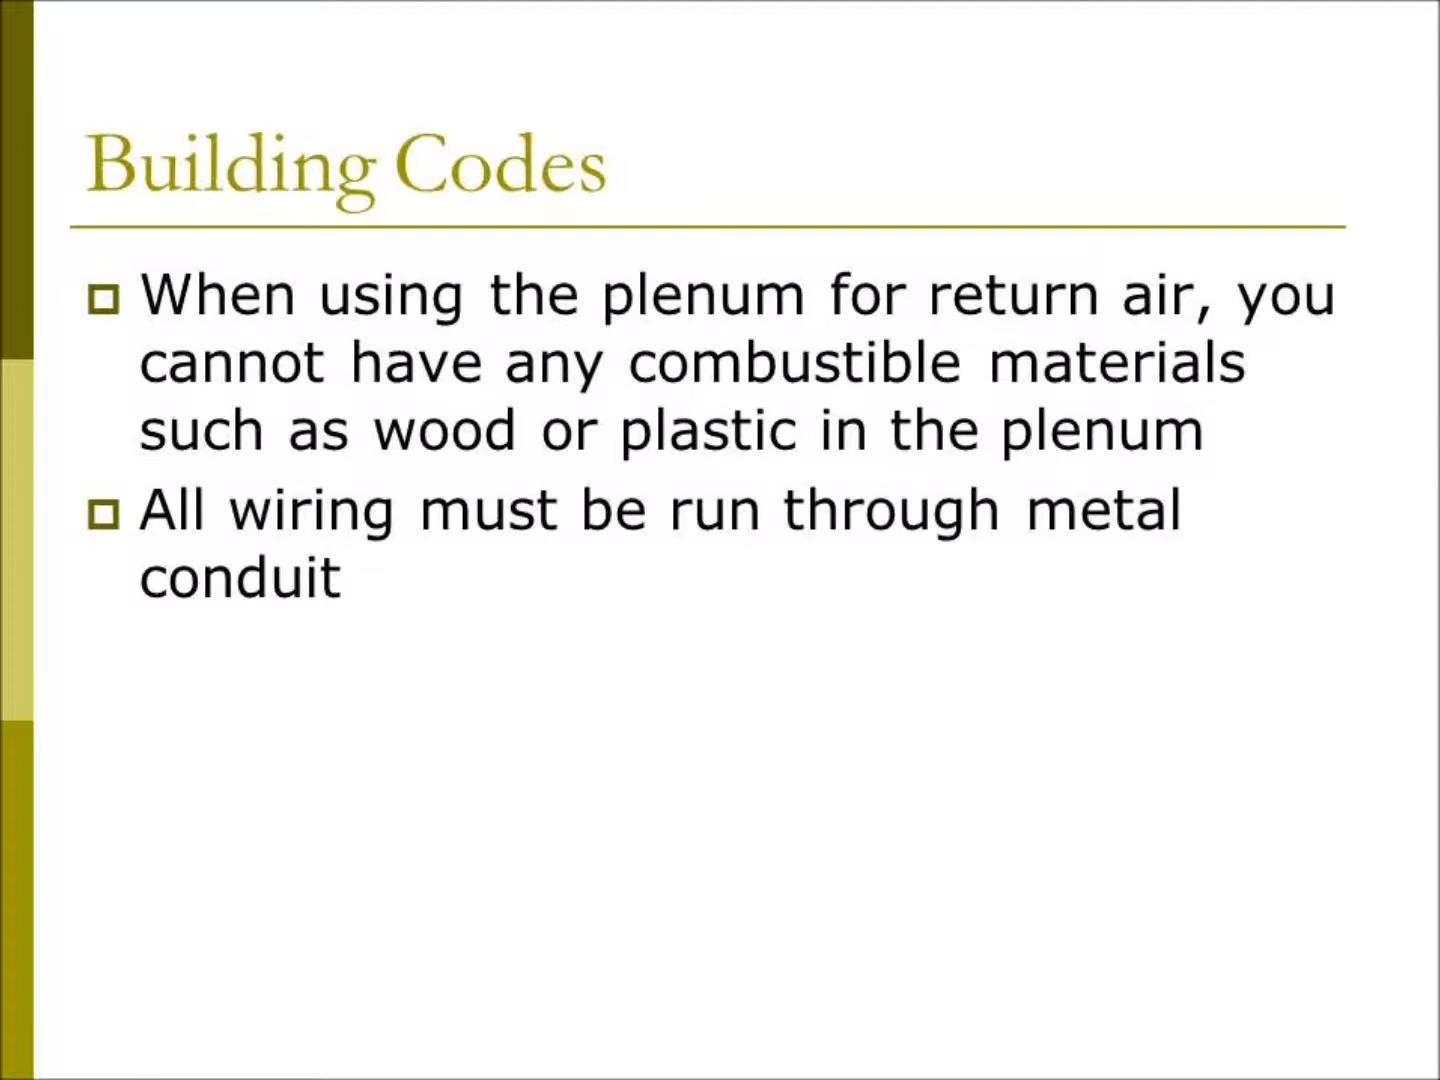 Building Codes
When using the plenum for return air, you
cannot have any combustible materials
such as wood or plastic in the plenum
All wiring must be run through metal
conduit